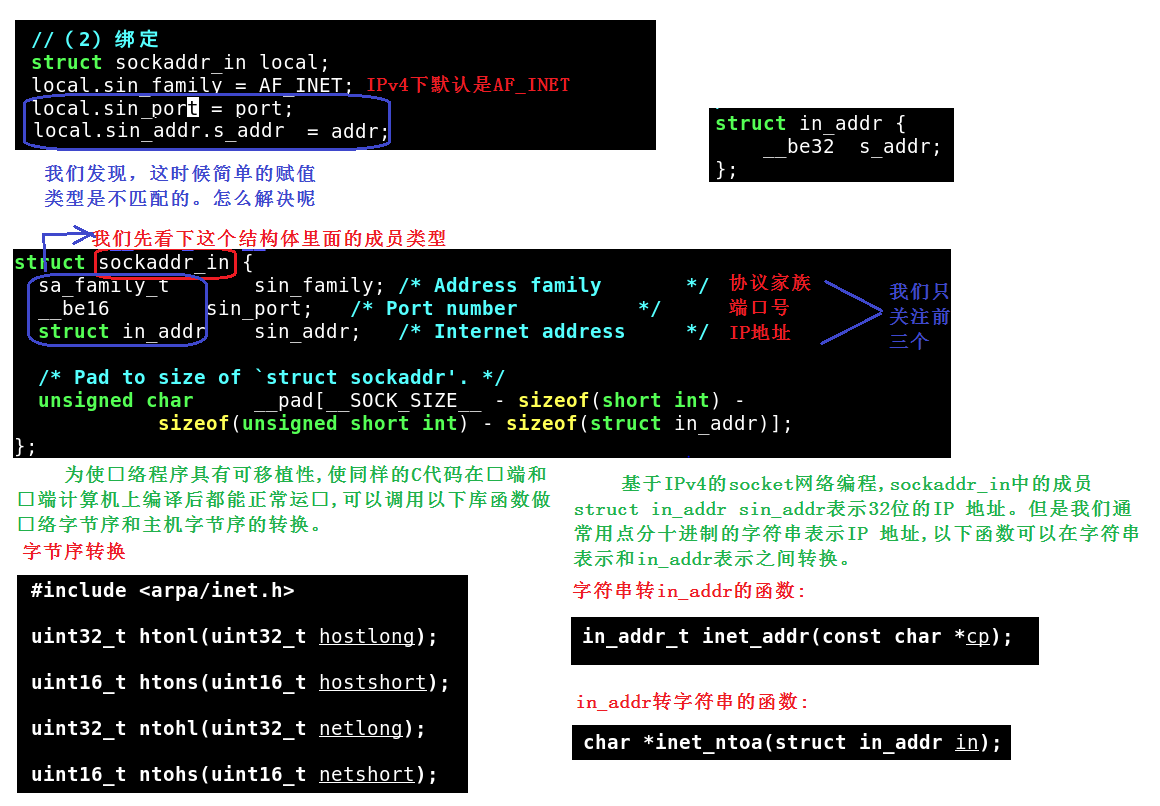 //（2）绑定
struct sockaddr_in local;
local.sin_family = AF_INET; IPv4下默认是AF_INET
local.sin_port = port;
local.sin_addr.s_addr = addr;
struct in_addr {
__be32 s_addr;
};
我们发现，这时候简单的赋值
类型是不匹配的。怎么解决呢
我们先看下这个结构体里面的成员类型
struct sockaddr_in {
sa_family_t sin_family; /* Address family */ 协议家族
__be16 sin_port; /* Port number */ 端口号
struct in_addr sin_addr; /* Internet address */ IP地址
我们只
关注前
三个
/* Pad to size of `struct sockaddr'. */
unsigned char __pad[__SOCK_SIZE__ - sizeof(short int) -
sizeof(unsigned short int) - sizeof(struct in_addr)];
};
为使□络程序具有可移植性,使同样的C代码在□端和
□端计算机上编译后都能正常运□,可以调用以下库函数做
□络字节序和主机字节序的转换。
字节序转换
#include <arpa/inet.h>
uint32_t htonl(uint32_t hostlong);
uint16_t htons(uint16_t hostshort);
uint32_t ntohl(uint32_t netlong);
uint16_t ntohs(uint16_t netshort);
基于IPv4的socket网络编程,sockaddr_in中的成员
struct in_addr sin_addr表示32位的IP 地址。但是我们通
常用点分十进制的字符串表示IP 地址,以下函数可以在字符串
表示和in_addr表示之间转换。
字符串转in_addr的函数:
in_addr_t inet_addr(const char *cp);
in_addr转字符串的函数:
char *inet_ntoa(struct in_addr in);